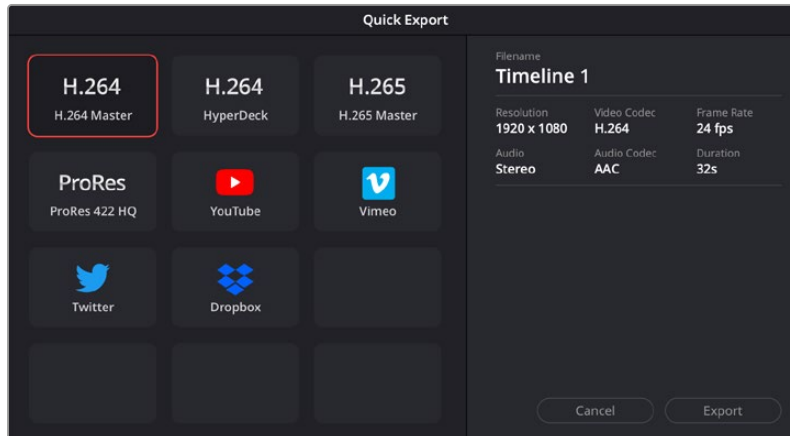 Quick Export
H.264
H.264 Master
H.264
HyperDeck
H.265
H.265 Master
ProRes
ProRes 422 HQ
YouTube
Vimeo
Twitter
Dropbox
Filename
Timeline 1
Resolution Video Codec Frame Rate
1920 x 1080 H.264 24 fps
Audio Audio Codec Duration
Stereo AAC 32s
Cancel Export